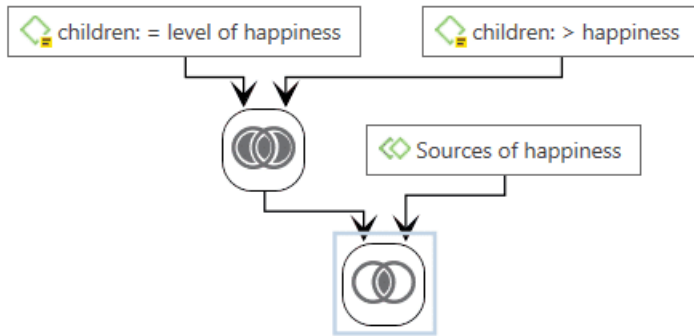 children: = level of happiness
children: > happiness
Sources of happiness